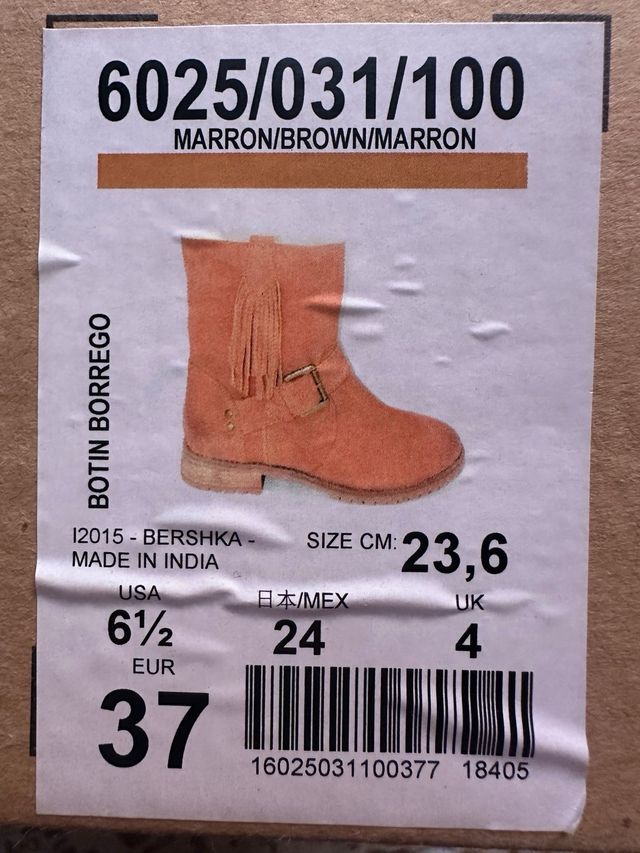 6025/031/100
MARRON/BROWN/MARRON
BOTIN BORREGO
I2015 - BERSHKA -
MADE IN INDIA
SIZE CM: 23,6
USA
6½
日本/MEX
24
UK
4
EUR
37
16025031100377 18405